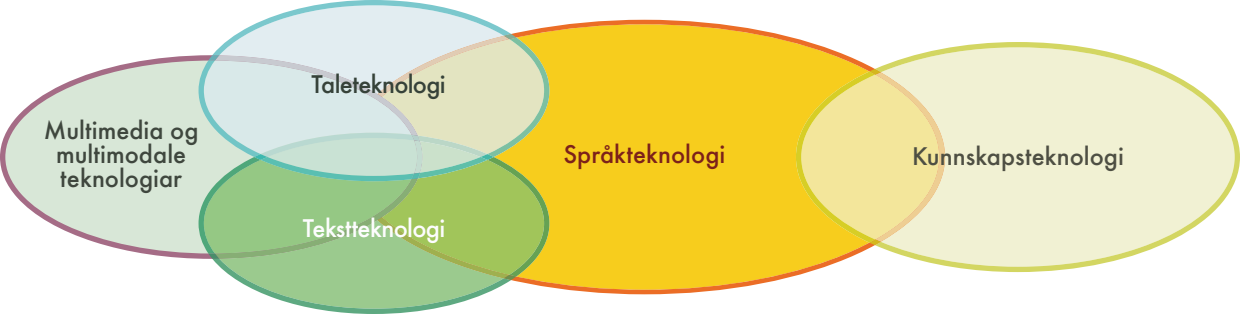 Taleteknologi
Multimedia og
multimodale
teknologiar
Språkteknologi
Kunnskapsteknologi
Tekstteknologi